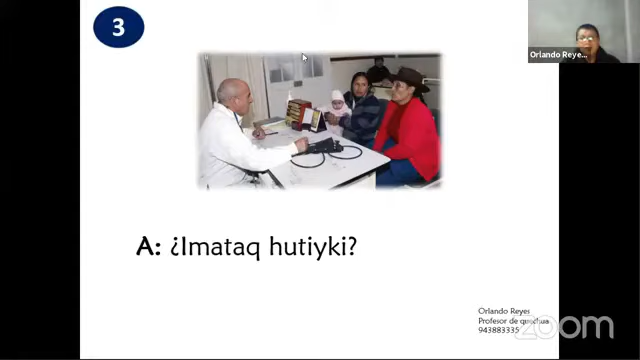 3
Orlando Reye...
A: ¿Imataq hutiyki?
Orlando Reyes
Profesor de quechua
943883335
zoom